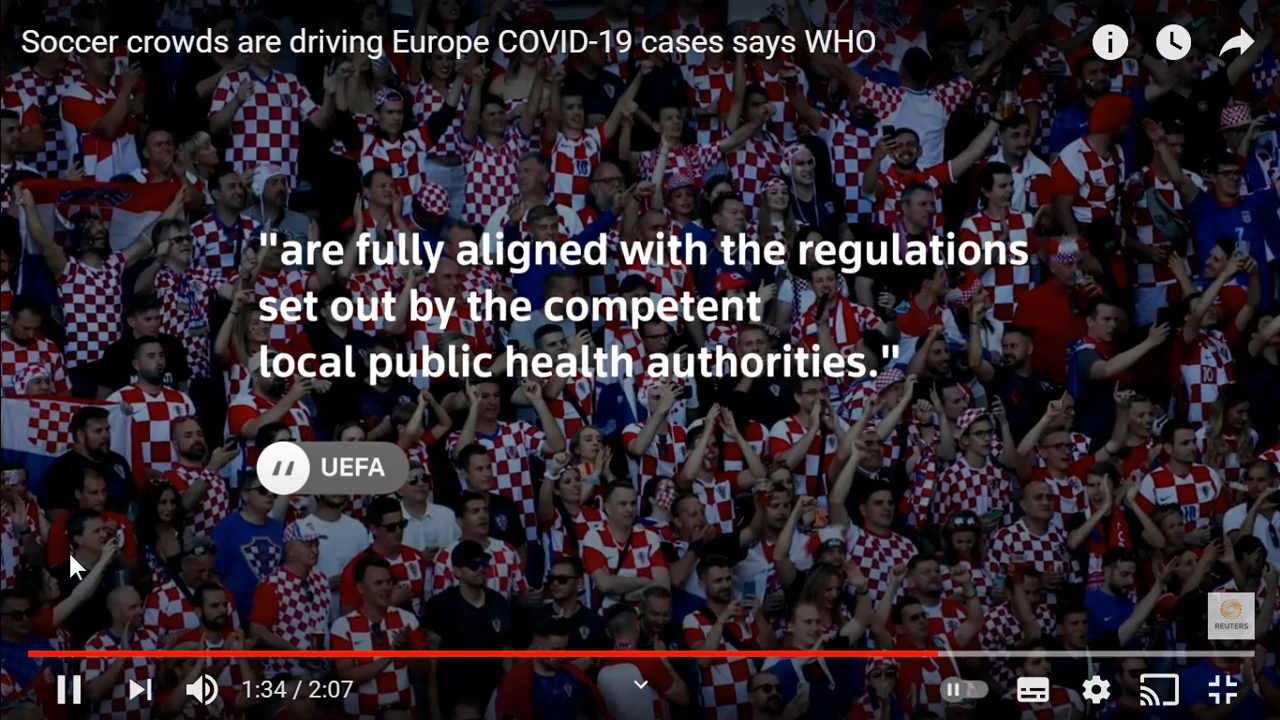 Soccer crowds are driving Europe COVID-19 cases says WHO
"are fully aligned with the regulations
set out by the competent
local public health authorities."
UEFA
REUTERS
1:34 / 2:07